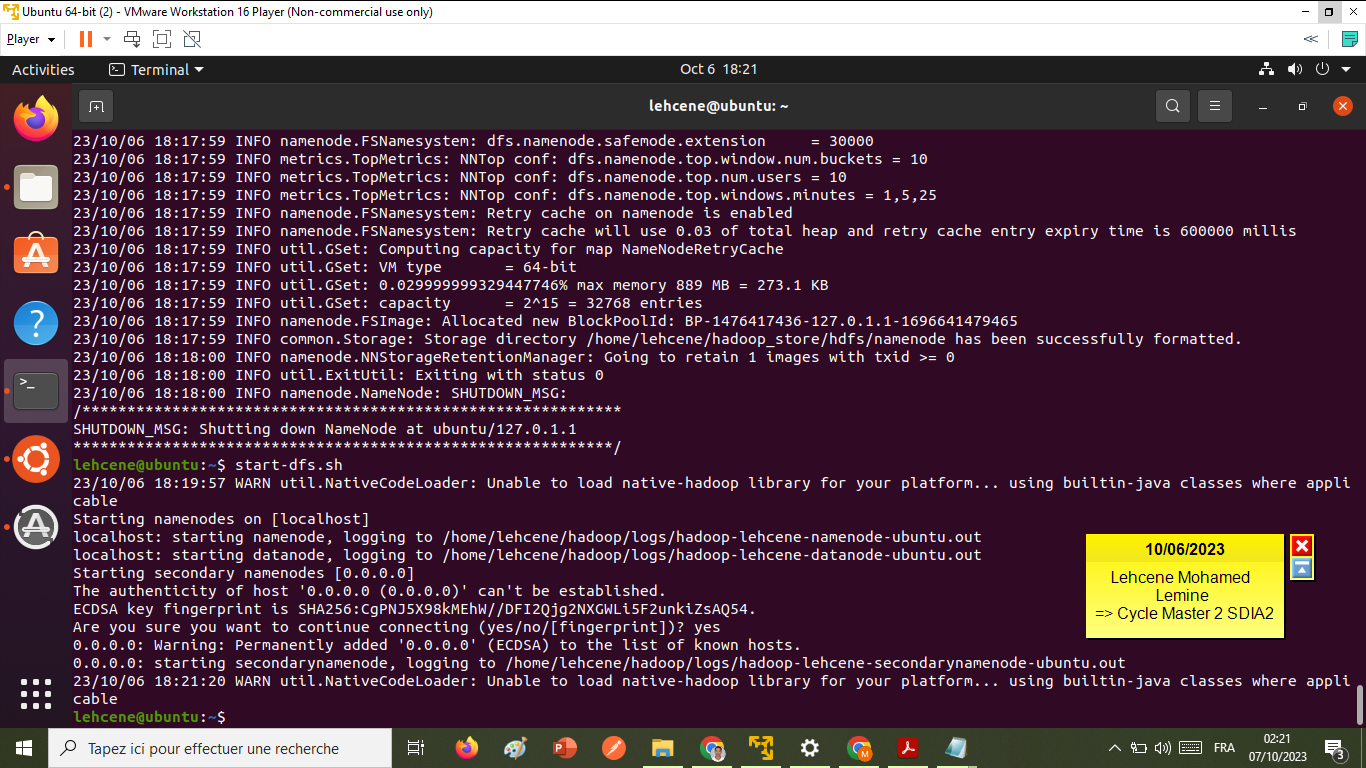 Ubuntu 64-bit (2) - VMware Workstation 16 Player (Non-commercial use only)
Player
Activities
Terminal
Oct 6 18:21
lehcene@ubuntu: ~
23/10/06 18:17:59 INFO namenode.FSNamesystem: dfs.namenode.safemode.extension     = 30000
23/10/06 18:17:59 INFO metrics.TopMetrics: NNTop conf: dfs.namenode.top.window.num.buckets = 10
23/10/06 18:17:59 INFO metrics.TopMetrics: NNTop conf: dfs.namenode.top.num.users = 10
23/10/06 18:17:59 INFO metrics.TopMetrics: NNTop conf: dfs.namenode.top.windows.minutes = 1,5,25
23/10/06 18:17:59 INFO namenode.FSNamesystem: Retry cache on namenode is enabled
23/10/06 18:17:59 INFO namenode.FSNamesystem: Retry cache will use 0.03 of total heap and retry cache entry expiry time is 600000 millis
23/10/06 18:17:59 INFO util.GSet: Computing capacity for map NameNodeRetryCache
23/10/06 18:17:59 INFO util.GSet: VM type       = 64-bit
23/10/06 18:17:59 INFO util.GSet: 0.029999999329447746% max memory 889 MB = 273.1 KB
23/10/06 18:17:59 INFO util.GSet: capacity      = 2^15 = 32768 entries
23/10/06 18:17:59 INFO namenode.FSImage: Allocated new BlockPoolId: BP-1476417436-127.0.1.1-1696641479465
23/10/06 18:17:59 INFO common.Storage: Storage directory /home/lehcene/hadoop_store/hdfs/namenode has been successfully formatted.
23/10/06 18:18:00 INFO namenode.NNStorageRetentionManager: Going to retain 1 images with txid >= 0
23/10/06 18:18:00 INFO util.ExitUtil: Exiting with status 0
23/10/06 18:18:00 INFO namenode.NameNode: SHUTDOWN_MSG:
/************************************************************
SHUTDOWN_MSG: Shutting down NameNode at ubuntu/127.0.1.1
************************************************************/
lehcene@ubuntu:~$ start-dfs.sh
23/10/06 18:19:57 WARN util.NativeCodeLoader: Unable to load native-hadoop library for your platform... using builtin-java classes where appli
cable
Starting namenodes on [localhost]
localhost: starting namenode, logging to /home/lehcene/hadoop/logs/hadoop-lehcene-namenode-ubuntu.out
localhost: starting datanode, logging to /home/lehcene/hadoop/logs/hadoop-lehcene-datanode-ubuntu.out
Starting secondary namenodes [0.0.0.0]
The authenticity of host '0.0.0.0 (0.0.0.0)' can't be established.
ECDSA key fingerprint is SHA256:CgPNJ5X98kMEhW//DFI2Qjg2NXGWLi5F2unkiZsAQ54.
Are you sure you want to continue connecting (yes/no/[fingerprint])? yes
0.0.0.0: Warning: Permanently added '0.0.0.0' (ECDSA) to the list of known hosts.
0.0.0.0: starting secondarynamenode, logging to /home/lehcene/hadoop/logs/hadoop-lehcene-secondarynamenode-ubuntu.out
23/10/06 18:21:20 WARN util.NativeCodeLoader: Unable to load native-hadoop library for your platform... using builtin-java classes where appli
cable
lehcene@ubuntu:~$
10/06/2023
Lehcene Mohamed
Lemine
=> Cycle Master 2 SDIA2
Tapez ici pour effectuer une recherche
FRA
02:21
07/10/2023
3